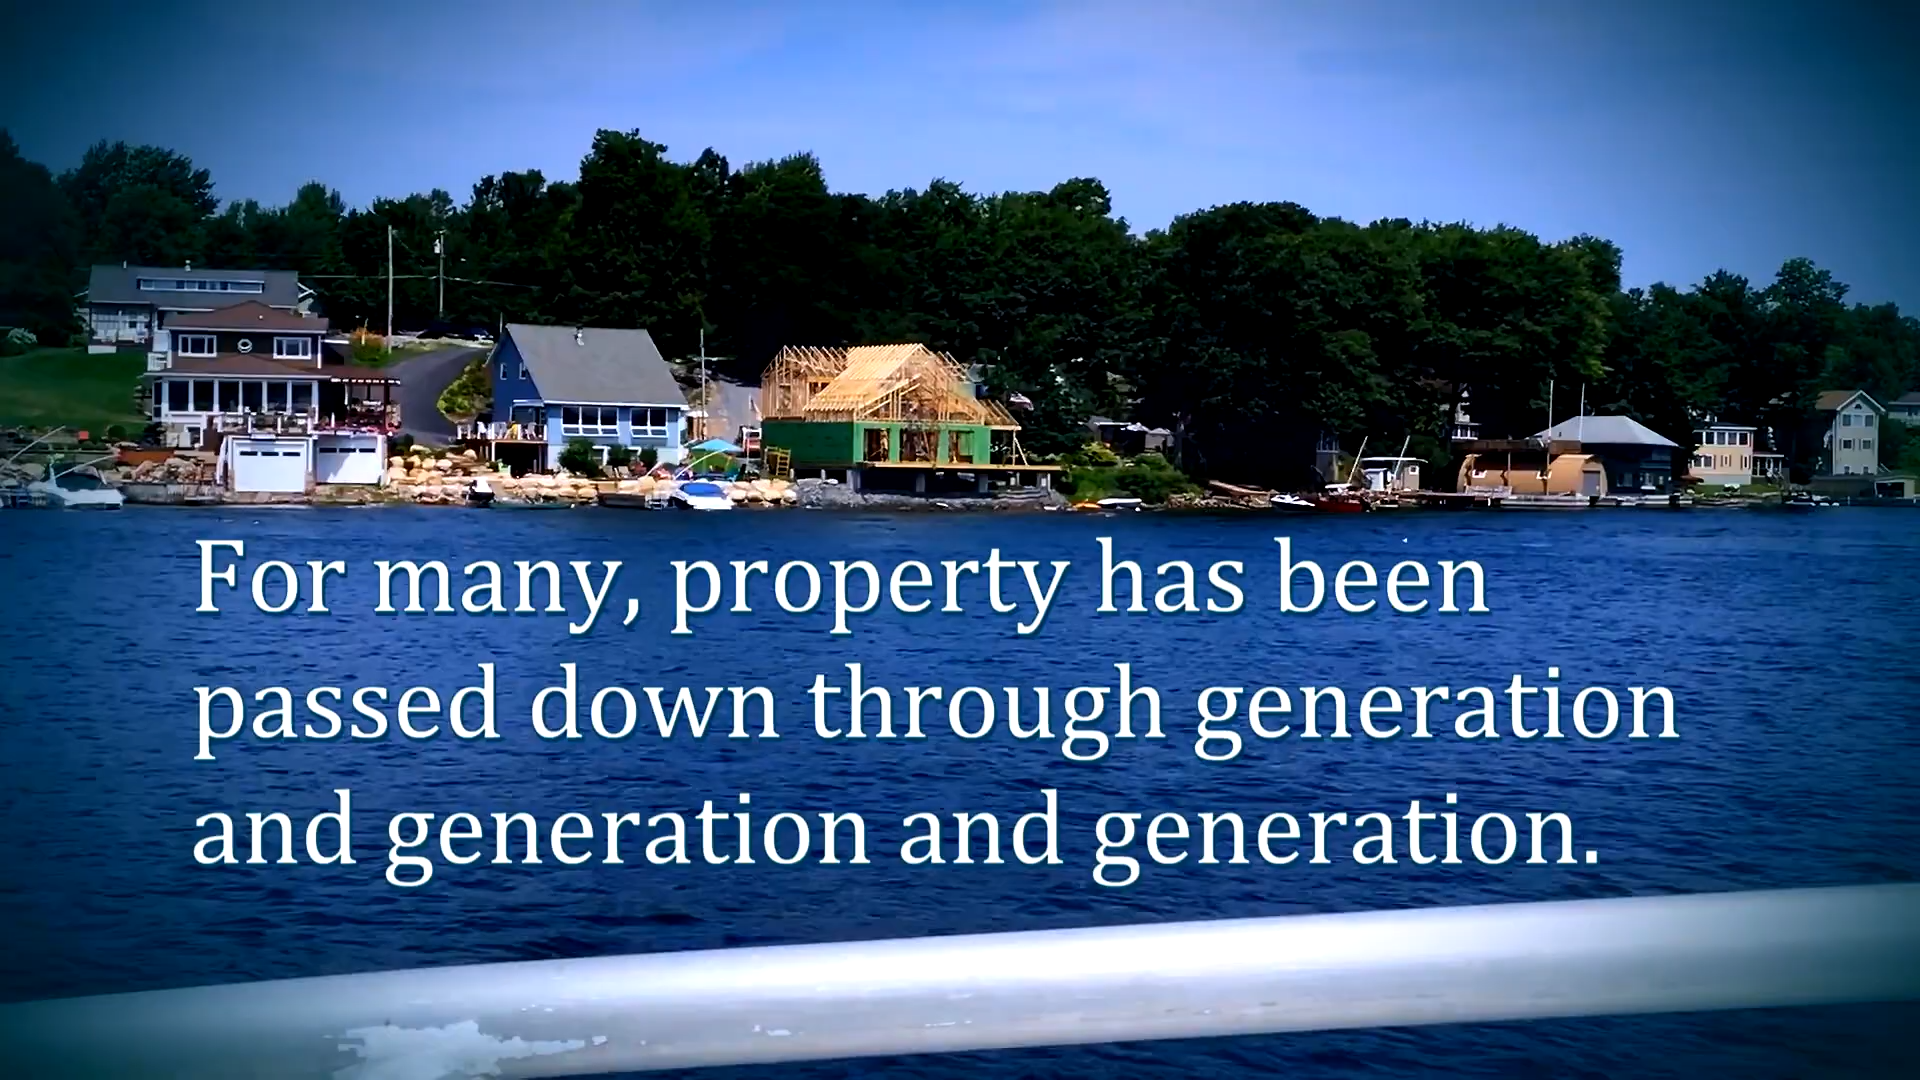 For many, property has been
passed down through generation
and generation and generation.